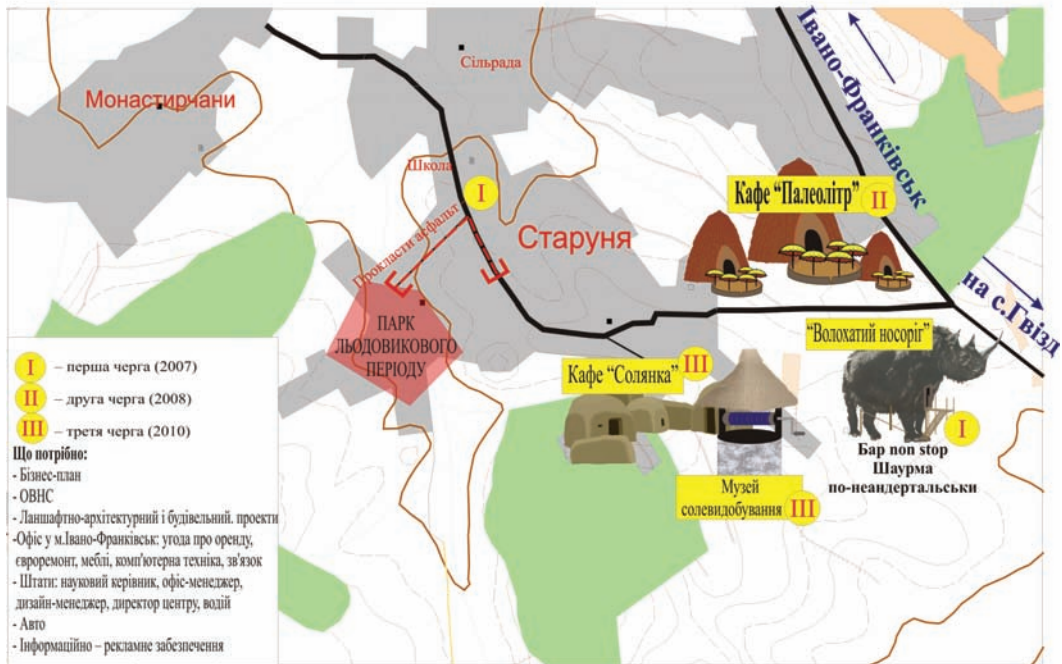 Монастирчани
Сільрада
Школа
I
Прокласти асфальт
Старуня
ПАРК
ЛЬОДОВИКОВОГО
ПЕРІОДУ
Івано-Франківськ
на с.Гвізд
Кафе “Палеолітр”
II
“Волохатий носоріг”
I
Бар non stop
Шаурма
по-неандертальськи
Кафе “Солянка”
III
Музей
солевидобування
III
I – перша черга (2007)
II – друга черга (2008)
III – третя черга (2010)
Що потрібно:
- Бізнес-план
- ОВНС
- Ланшафтно-архітектурний і будівельний. проекти
-Офіс у м.Івано-Франківськ: угода про оренду,
євроремонт, меблі, комп'ютерна техніка, зв'язок
- Штати: науковий керівник, офіс-менеджер,
дизайн-менеджер, директор центру, водій
- Авто
- Інформаційно – рекламне забезпечення